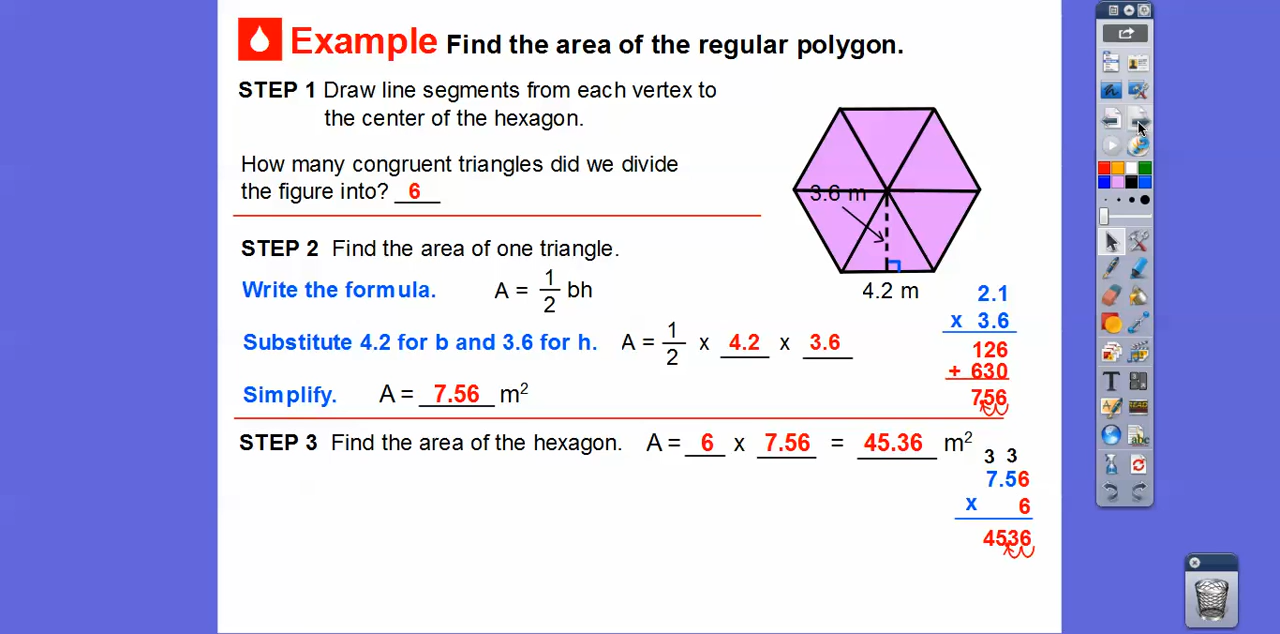 Example Find the area of the regular polygon.
STEP 1 Draw line segments from each vertex to
the center of the hexagon.
How many congruent triangles did we divide
the figure into? 6
3.6 m
4.2 m
STEP 2 Find the area of one triangle.
Write the formula. A = 1/2 bh
Substitute 4.2 for b and 3.6 for h. A = 1/2 x 4.2 x 3.6
Simplify. A = 7.56 m²
2.1
x 3.6
126
+ 630
756
STEP 3 Find the area of the hexagon. A = 6 x 7.56 = 45.36 m²
3 3
7.56
x 6
4536